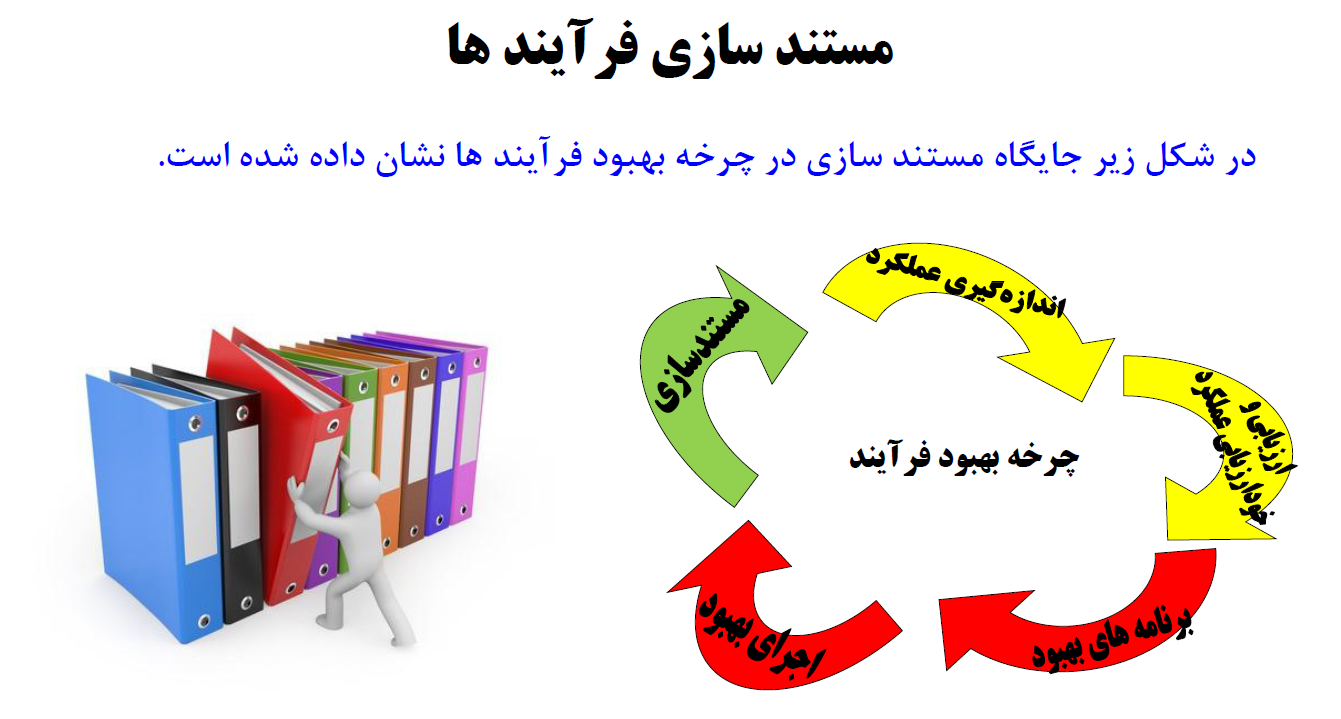 مستند سازی فرآیند ها
در شکل زیر جایگاه مستند سازی در چرخه بهبود فرآیند ها نشان داده شده است.
مستندسازی
اندازه‌گیری عملکرد
ارزیابی و
خودارزیابی عملکرد
چرخه بهبود فرآیند
برنامه های بهبود
اجرای بهبود